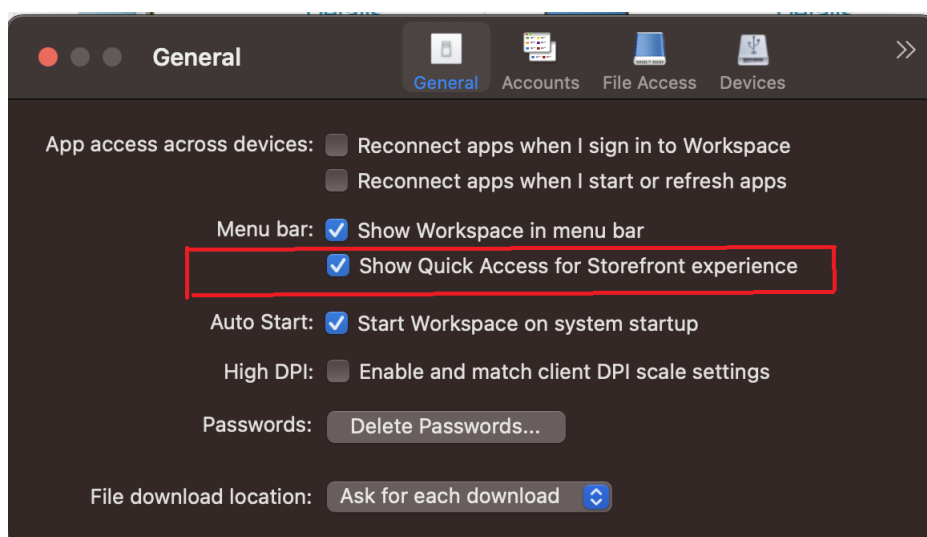 General
General Accounts File Access Devices
App access across devices: Reconnect apps when I sign in to Workspace
Reconnect apps when I start or refresh apps
Menu bar: Show Workspace in menu bar
Show Quick Access for Storefront experience
Auto Start: Start Workspace on system startup
High DPI: Enable and match client DPI scale settings
Passwords: Delete Passwords...
File download location: Ask for each download